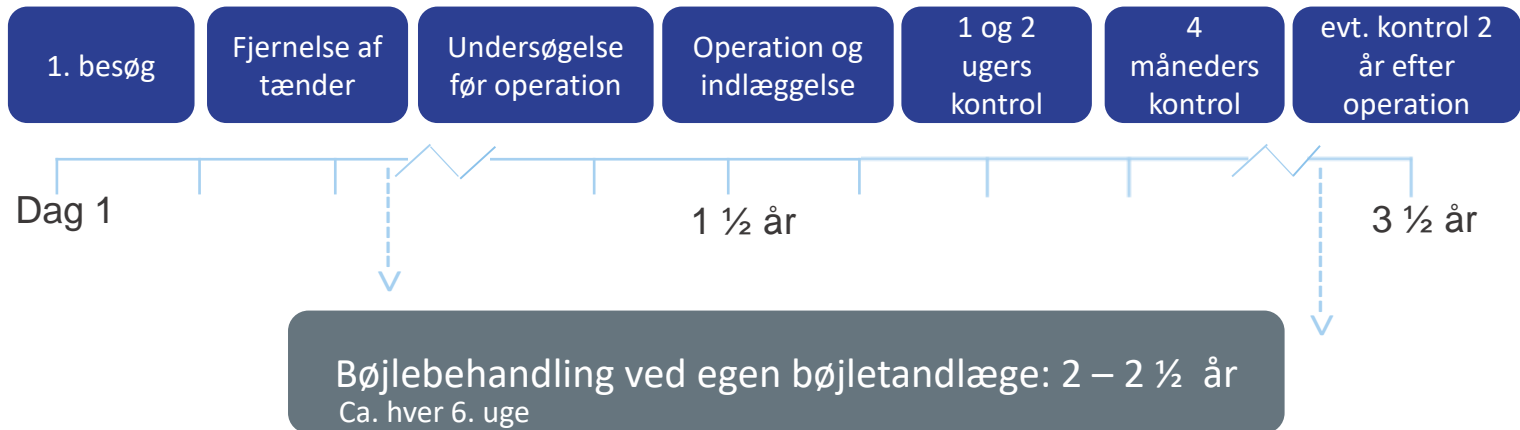 1. besøg
Fjernelse af
tænder
Undersøgelse
før operation
Operation og
indlæggelse
1 og 2
ugers
kontrol
4
måneders
kontrol
evt. kontrol 2
år efter
operation
Dag 1
1 ½ år
3 ½ år
Bøjlebehandling ved egen bøjletandlæge: 2 – 2 ½ år
Ca. hver 6. uge